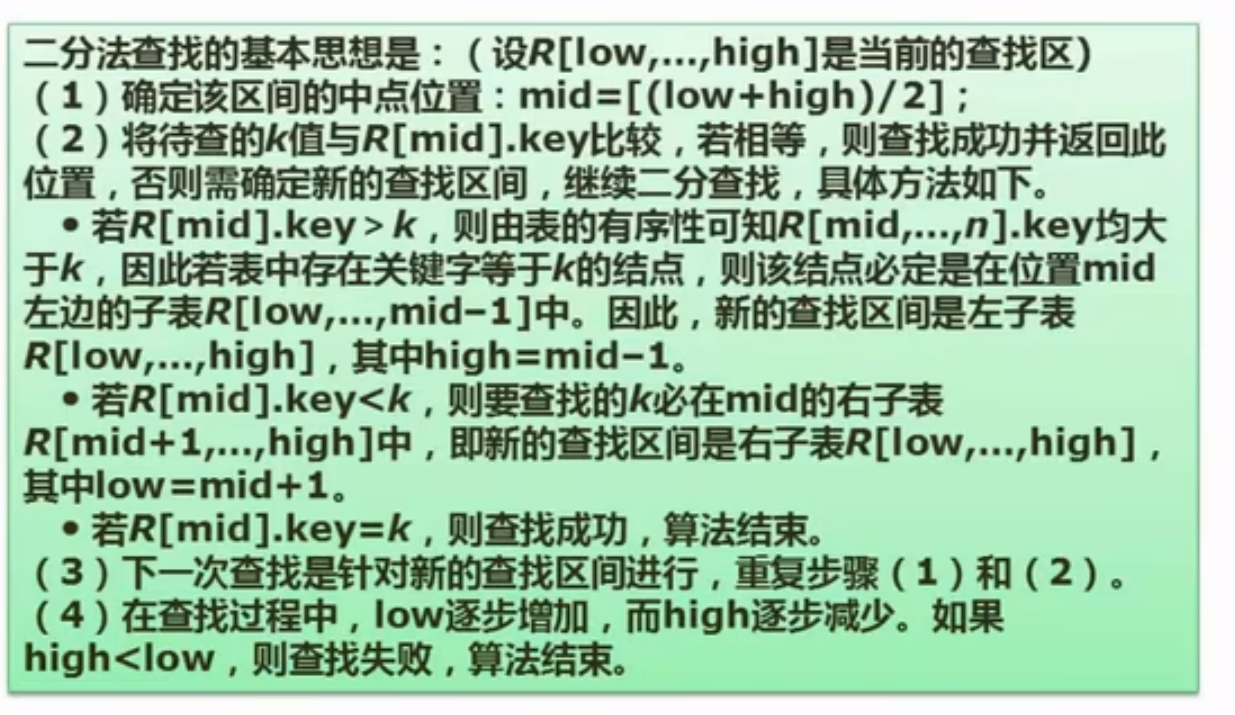 二分法查找的基本思想是：（设R[low,...,high]是当前的查找区)
（1）确定该区间的中点位置：mid=[(low+high)/2]；
（2）将待查的k值与R[mid].key比较，若相等，则查找成功并返回此
位置，否则需确定新的查找区间，继续二分查找，具体方法如下。
•若R[mid].key＞k，则由表的有序性可知R[mid,...,n].key均大
于k，因此若表中存在关键字等于k的结点，则该结点必定是在位置mid
左边的子表R[low,...,mid−1]中。因此，新的查找区间是左子表
R[low,...,high]，其中high=mid−1。
•若R[mid].key<k，则要查找的k必在mid的右子表
R[mid+1,...,high]中，即新的查找区间是右子表R[low,...,high]，
其中low=mid+1。
•若R[mid].key=k，则查找成功，算法结束。
（3）下一次查找是针对新的查找区间进行，重复步骤（1）和（2）。
（4）在查找过程中，low逐步增加，而high逐步减少。如果
high<low，则查找失败，算法结束。